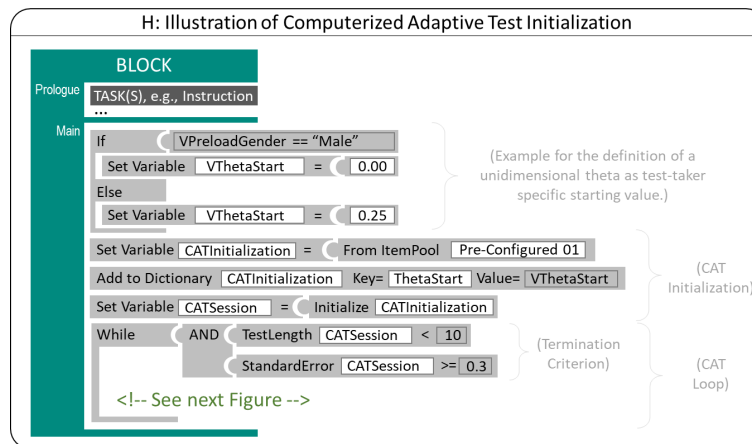 H: Illustration of Computerized Adaptive Test Initialization
BLOCK
Prologue
TASK(S), e.g., Instruction
...
Main
If VPreloadGender == “Male”
Set Variable VThetaStart = 0.00
Else
Set Variable VThetaStart = 0.25
(Example for the definition of a
unidimensional theta as test-taker
specific starting value.)
Set Variable CATInitialization = From ItemPool Pre-Configured 01
Add to Dictionary CATInitialization Key= ThetaStart Value= VThetaStart
Set Variable CATSession = Initialize CATInitialization
(CAT
Initialization)
While AND TestLength CATSession < 10
StandardError CATSession >= 0.3
(Termination
Criterion)
<!-- See next Figure -->
(CAT
Loop)